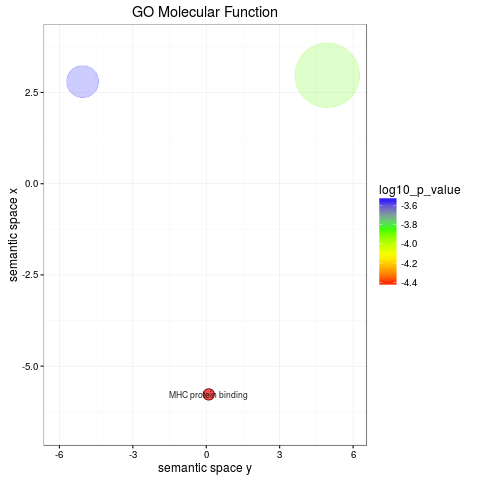 GO Molecular Function
2.5
0.0
-2.5
-5.0
semantic space x
MHC protein binding
-6
-3
0
3
6
semantic space y
log10_p_value
-3.6
-3.8
-4.0
-4.2
-4.4